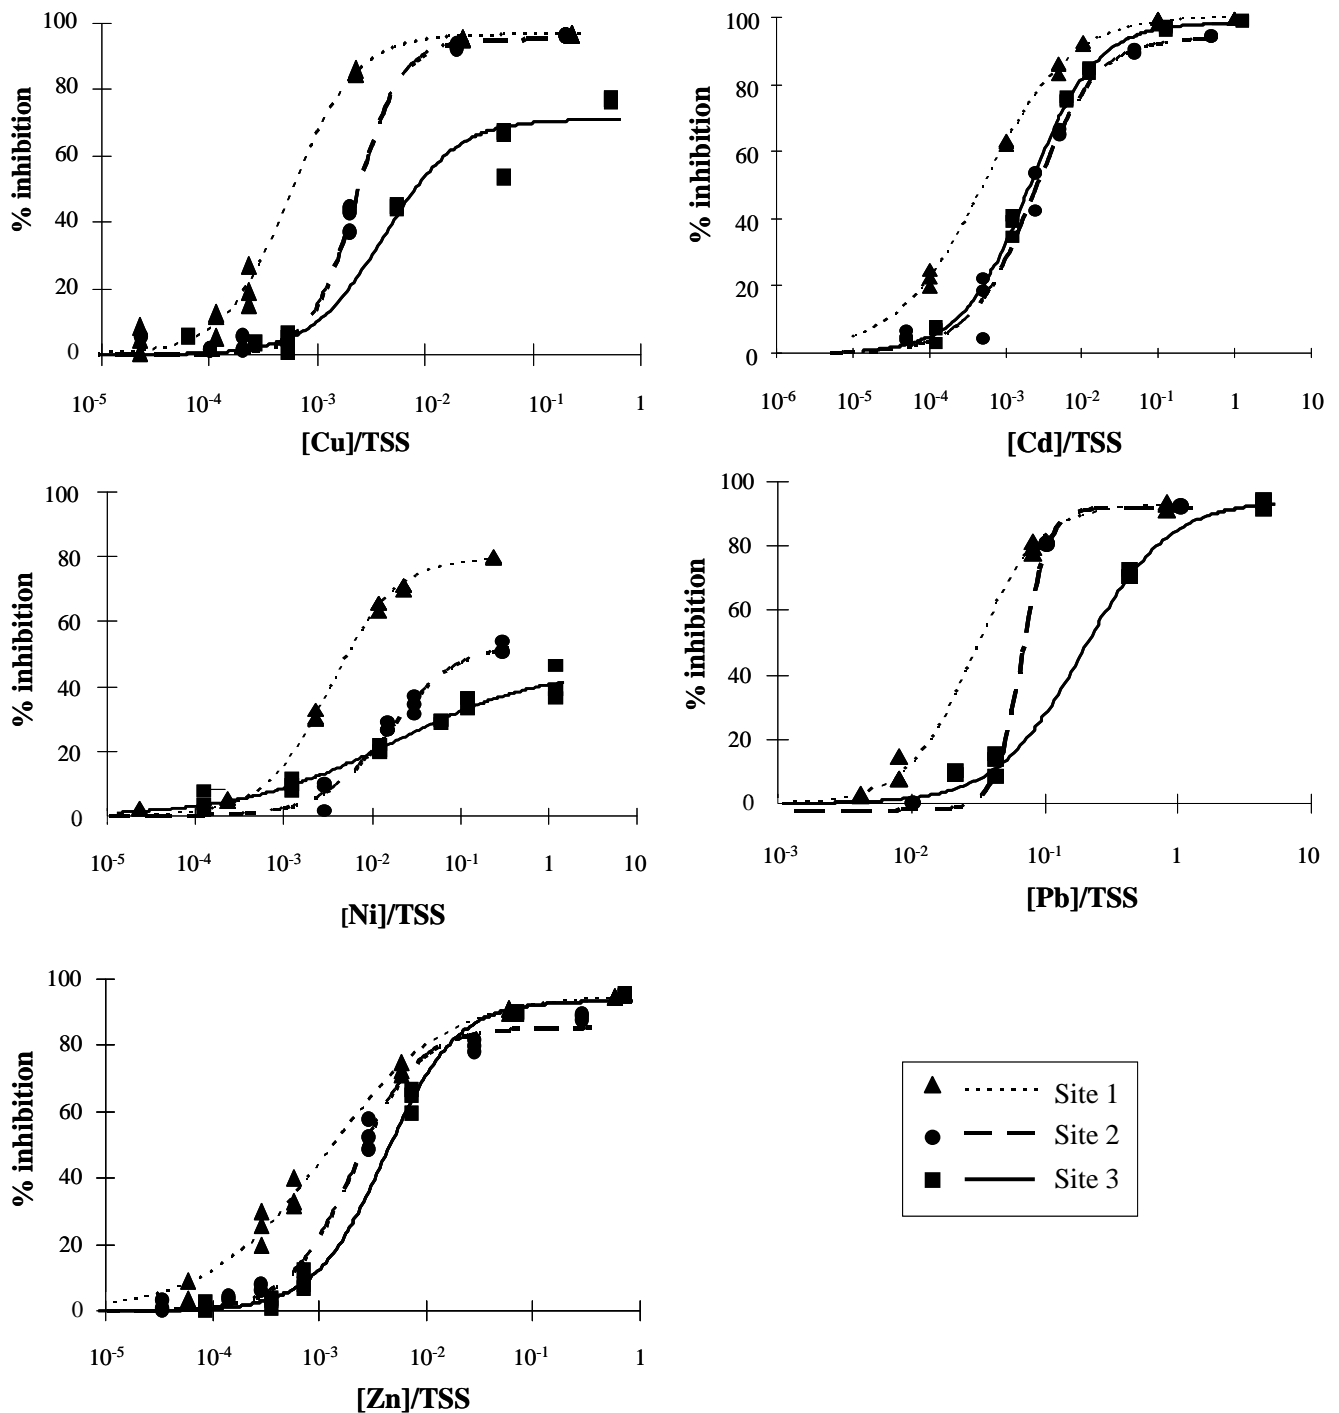 100
80
60
40
20
0
% inhibition
10-5 10-4 10-3 10-2 10-1 1
[Cu]/TSS
100
80
60
40
20
0
% inhibition
10-6 10-5 10-4 10-3 10-2 10-1 1 10
[Cd]/TSS
100
80
60
40
20
0
% inhibition
10-5 10-4 10-3 10-2 10-1 1 10
[Ni]/TSS
100
80
60
40
20
0
% inhibition
10-3 10-2 10-1 1 10
[Pb]/TSS
100
80
60
40
20
0
% inhibition
10-5 10-4 10-3 10-2 10-1 1
[Zn]/TSS
Site 1
Site 2
Site 3